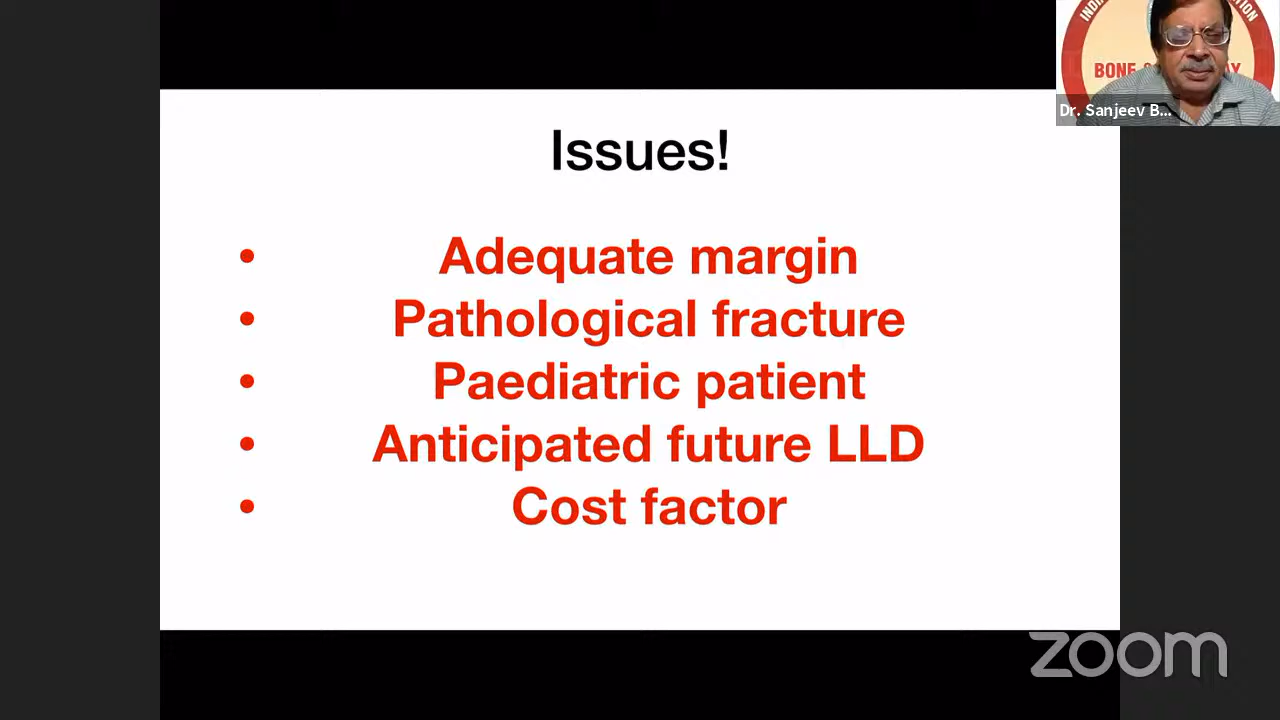 Issues!
• Adequate margin
• Pathological fracture
• Paediatric patient
• Anticipated future LLD
• Cost factor
BONE
Dr. Sanjeev B...
zoom